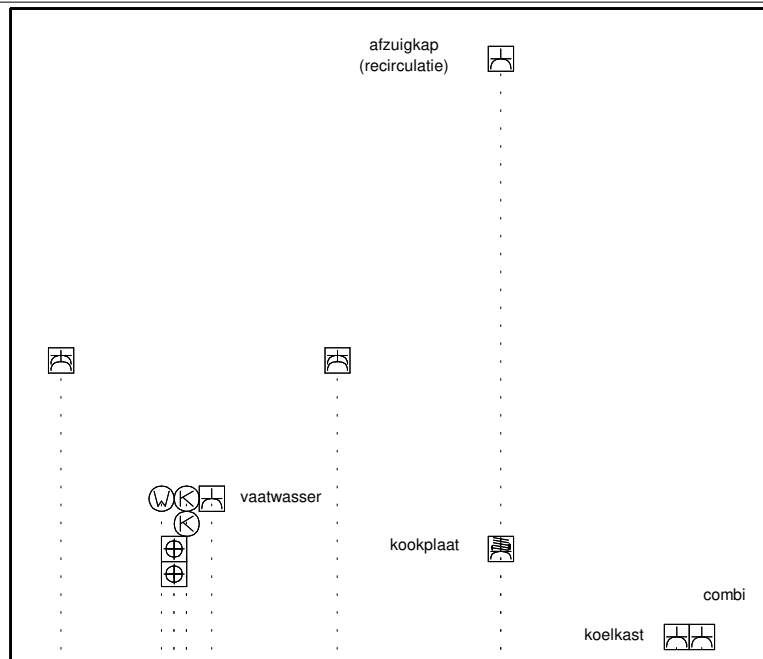 afzuigkap
(recirculatie)
W K
vaatwasser
K
kookplaat
combi
koelkast